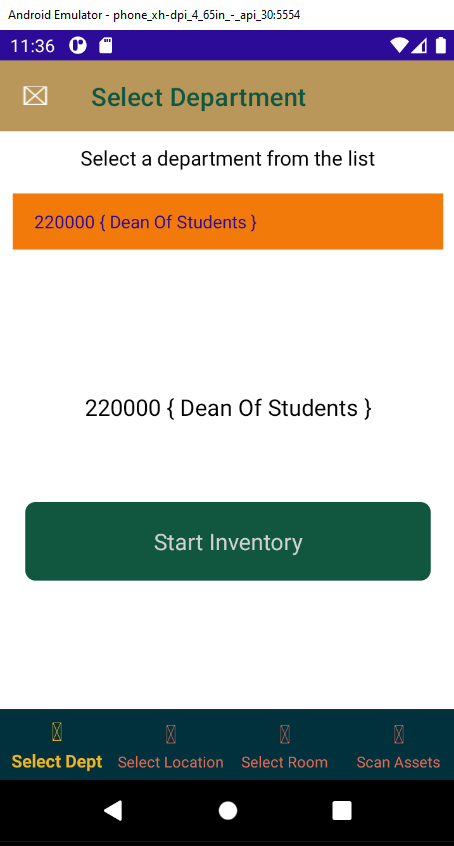 Android Emulator - phone_xh-dpi_4_65in_-_api_30:5554
11:36
Select Department
Select a department from the list
220000 { Dean Of Students }
220000 { Dean Of Students }
Start Inventory
Select Dept Select Location Select Room Scan Assets